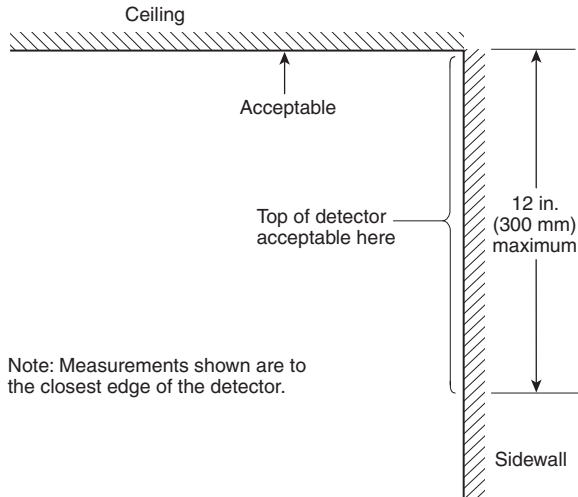 Ceiling
Acceptable
Top of detector
acceptable here
12 in.
(300 mm)
maximum
Note: Measurements shown are to
the closest edge of the detector.
Sidewall